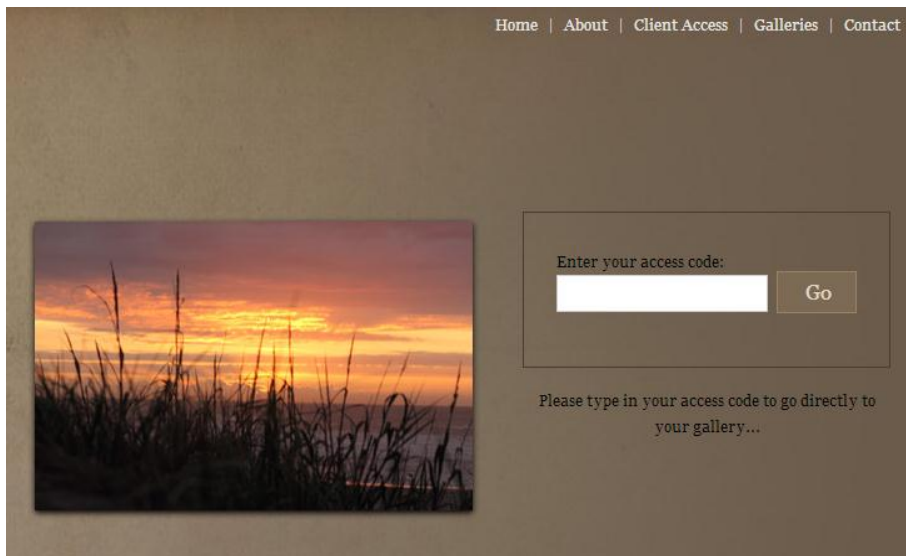 Home | About | Client Access | Galleries | Contact
Enter your access code:
Go
Please type in your access code to go directly to
your gallery...